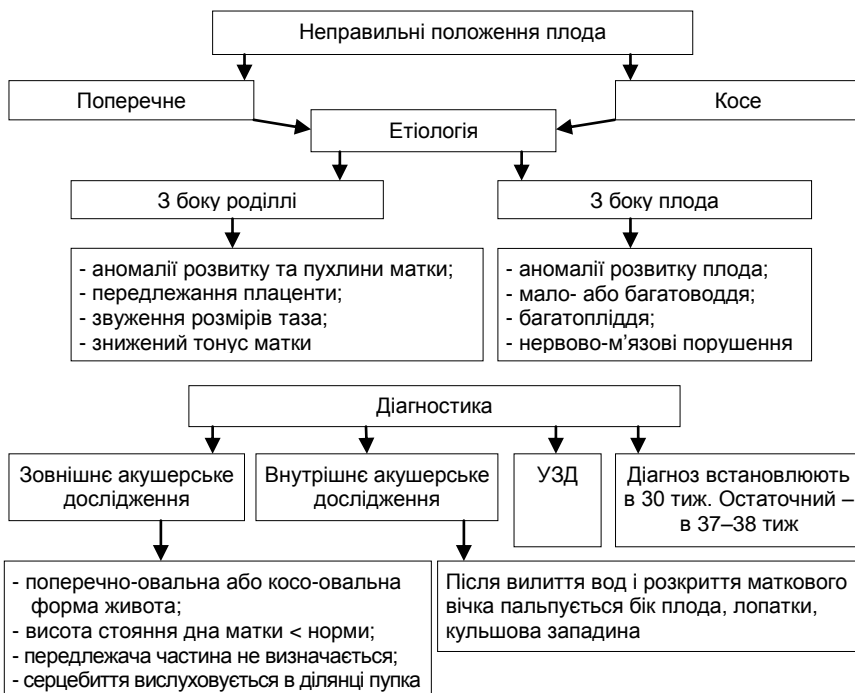 Неправильні положення плода
Поперечне
Косе
Етіологія
З боку роділлі
З боку плода
- аномалії розвитку та пухлини матки;
- передлежання плаценти;
- звуження розмірів таза;
- знижений тонус матки
- аномалії розвитку плода;
- мало- або багатоводдя;
- багатопліддя;
- нервово-м’язові порушення
Діагностика
Зовнішнє акушерське
дослідження
Внутрішнє акушерське
дослідження
УЗД
Діагноз встановлюють
в 30 тиж. Остаточний –
в 37–38 тиж
- поперечно-овальна або косо-овальна
форма живота;
- висота стояння дна матки < норми;
- передлежача частина не визначається;
- серцебиття вислуховується в ділянці пупка
Після вилиття вод і розкриття маткового
вічка пальпується бік плода, лопатки,
кульшова западина